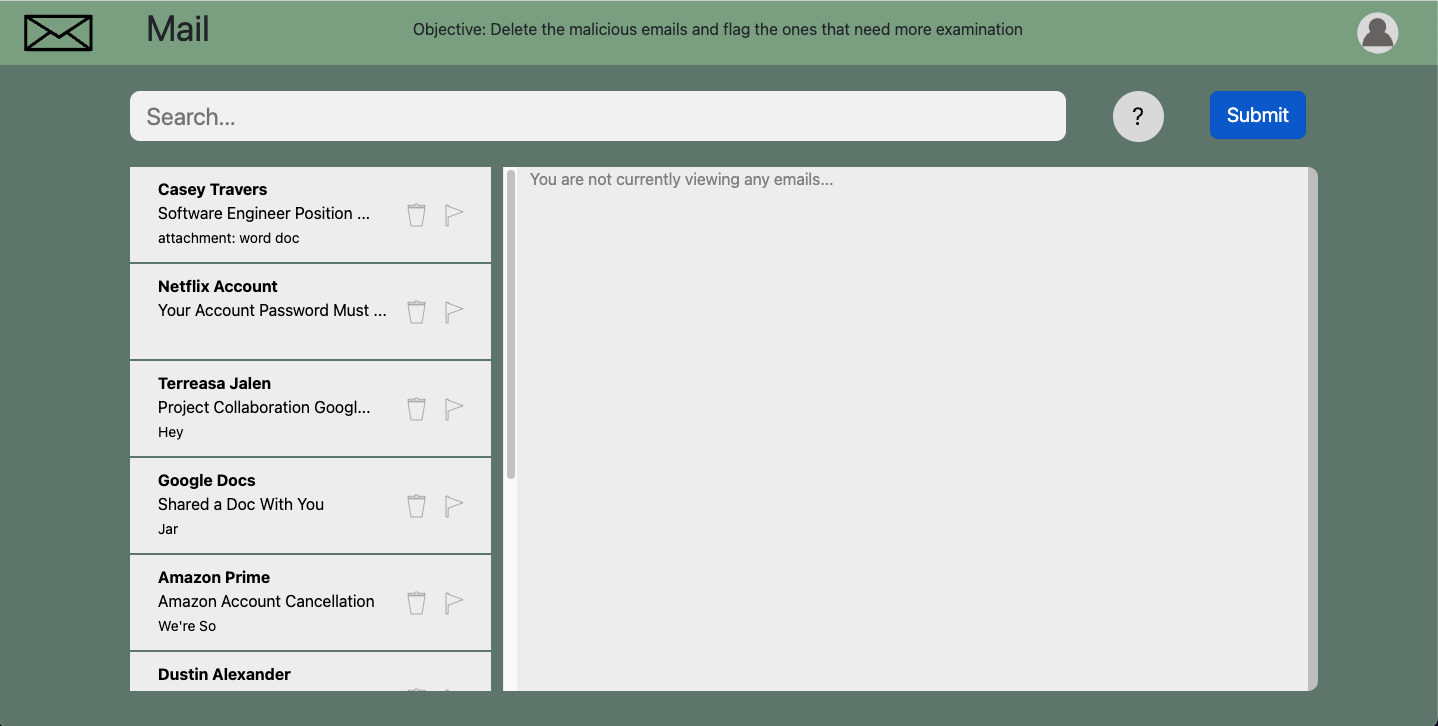 Mail
Objective: Delete the malicious emails and flag the ones that need more examination
Search...
?
Submit
Casey Travers
Software Engineer Position ...
attachment: word doc
Netflix Account
Your Account Password Must ...
Terreasa Jalen
Project Collaboration Googl...
Hey
Google Docs
Shared a Doc With You
Jar
Amazon Prime
Amazon Account Cancellation
We're So
Dustin Alexander
You are not currently viewing any emails...